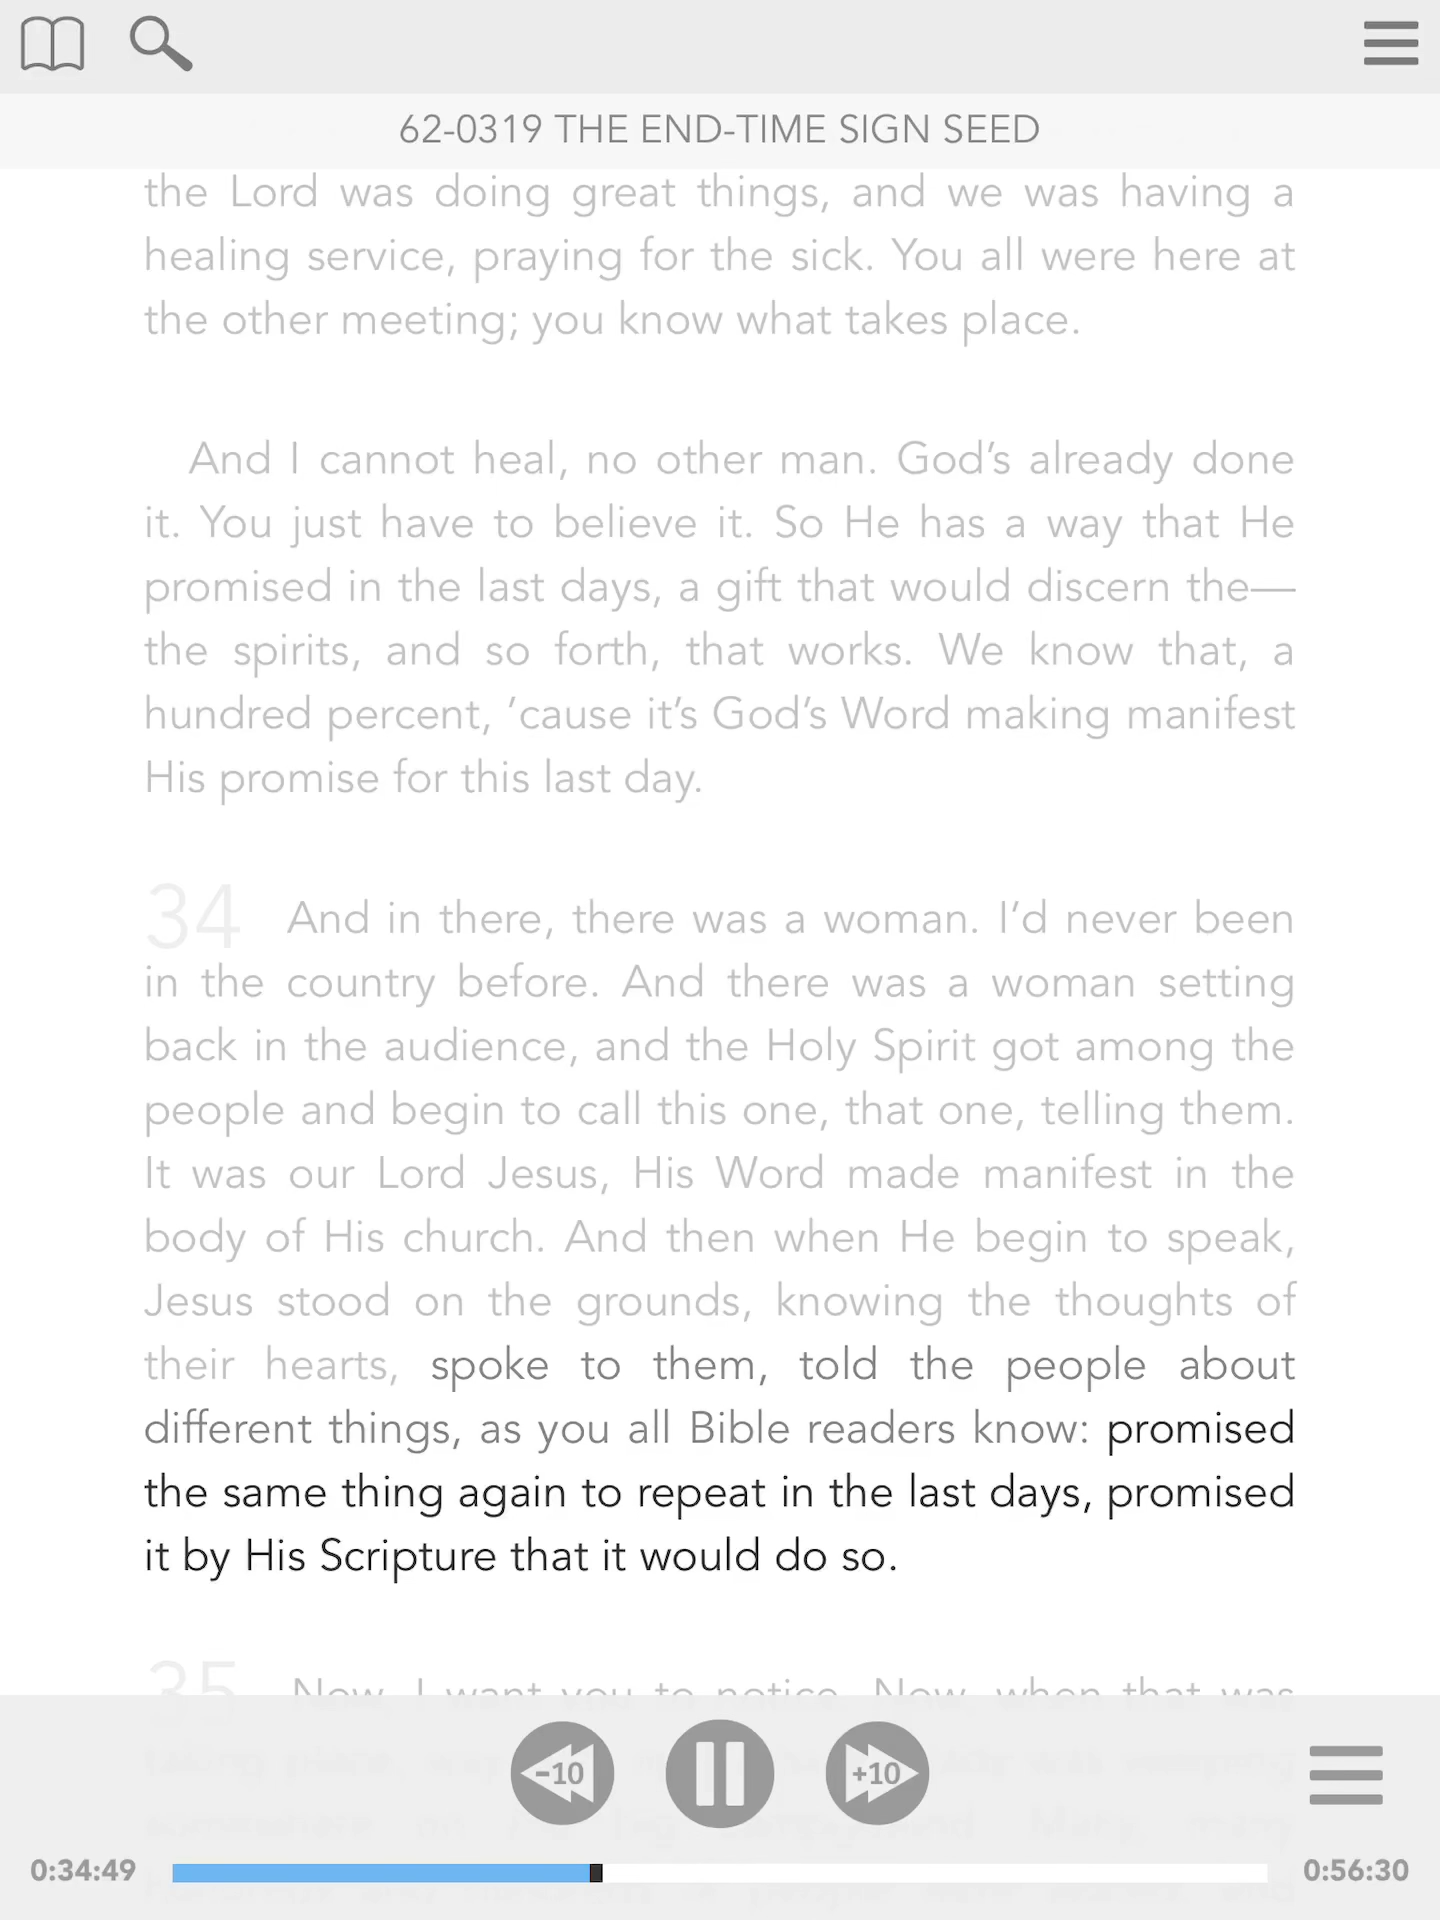 62-0319 THE END-TIME SIGN SEED
the Lord was doing great things, and we was having a
healing service, praying for the sick. You all were here at
the other meeting; you know what takes place.
And I cannot heal, no other man. God’s already done
it. You just have to believe it. So He has a way that He
promised in the last days, a gift that would discern the—
the spirits, and so forth, that works. We know that, a
hundred percent, ’cause it’s God’s Word making manifest
His promise for this last day.
34 And in there, there was a woman. I’d never been
in the country before. And there was a woman setting
back in the audience, and the Holy Spirit got among the
people and begin to call this one, that one, telling them.
It was our Lord Jesus, His Word made manifest in the
body of His church. And then when He begin to speak,
Jesus stood on the grounds, knowing the thoughts of
their hearts, spoke to them, told the people about
different things, as you all Bible readers know: promised
the same thing again to repeat in the last days, promised
it by His Scripture that it would do so.
35 Now, I want you to notice. Now, when that was
-10 +10
0:34:49 0:56:30